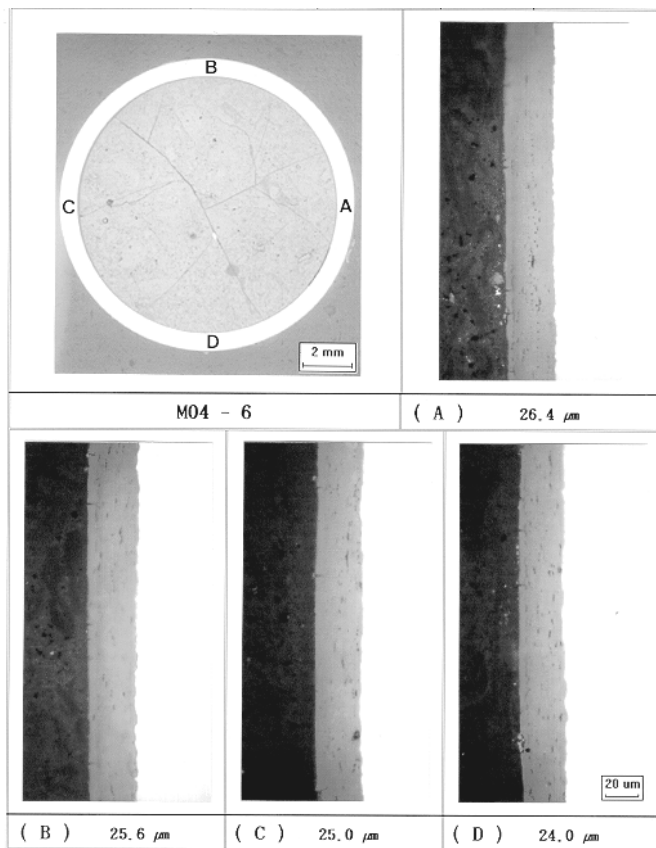 B
C
A
D
2 mm
M04 - 6
( A ) 26.4 μm
20 um
( B ) 25.6 μm
( C ) 25.0 μm
( D ) 24.0 μm